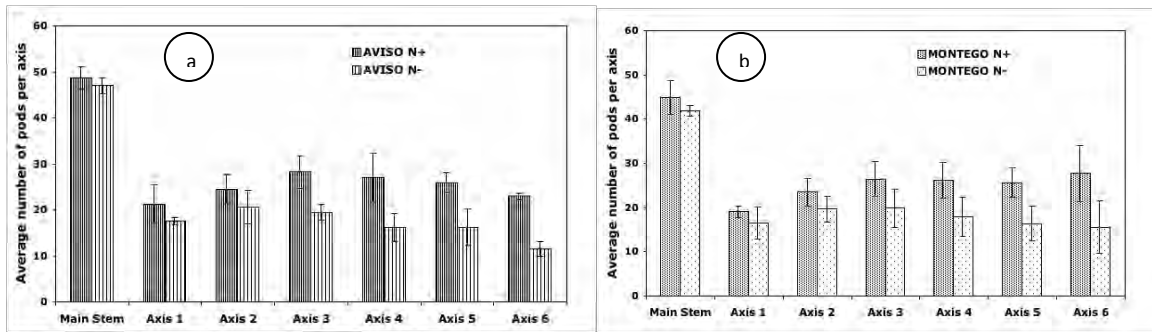 60
50
40
30
20
10
0
Average number of pods per axis
a
AVISO N+
AVISO N-
Main Stem Axis 1 Axis 2 Axis 3 Axis 4 Axis 5 Axis 6
60
50
40
30
20
10
0
Average number of pods per axis
b
MONTEGO N+
MONTEGO N-
Main Stem Axis 1 Axis 2 Axis 3 Axis 4 Axis 5 Axis 6